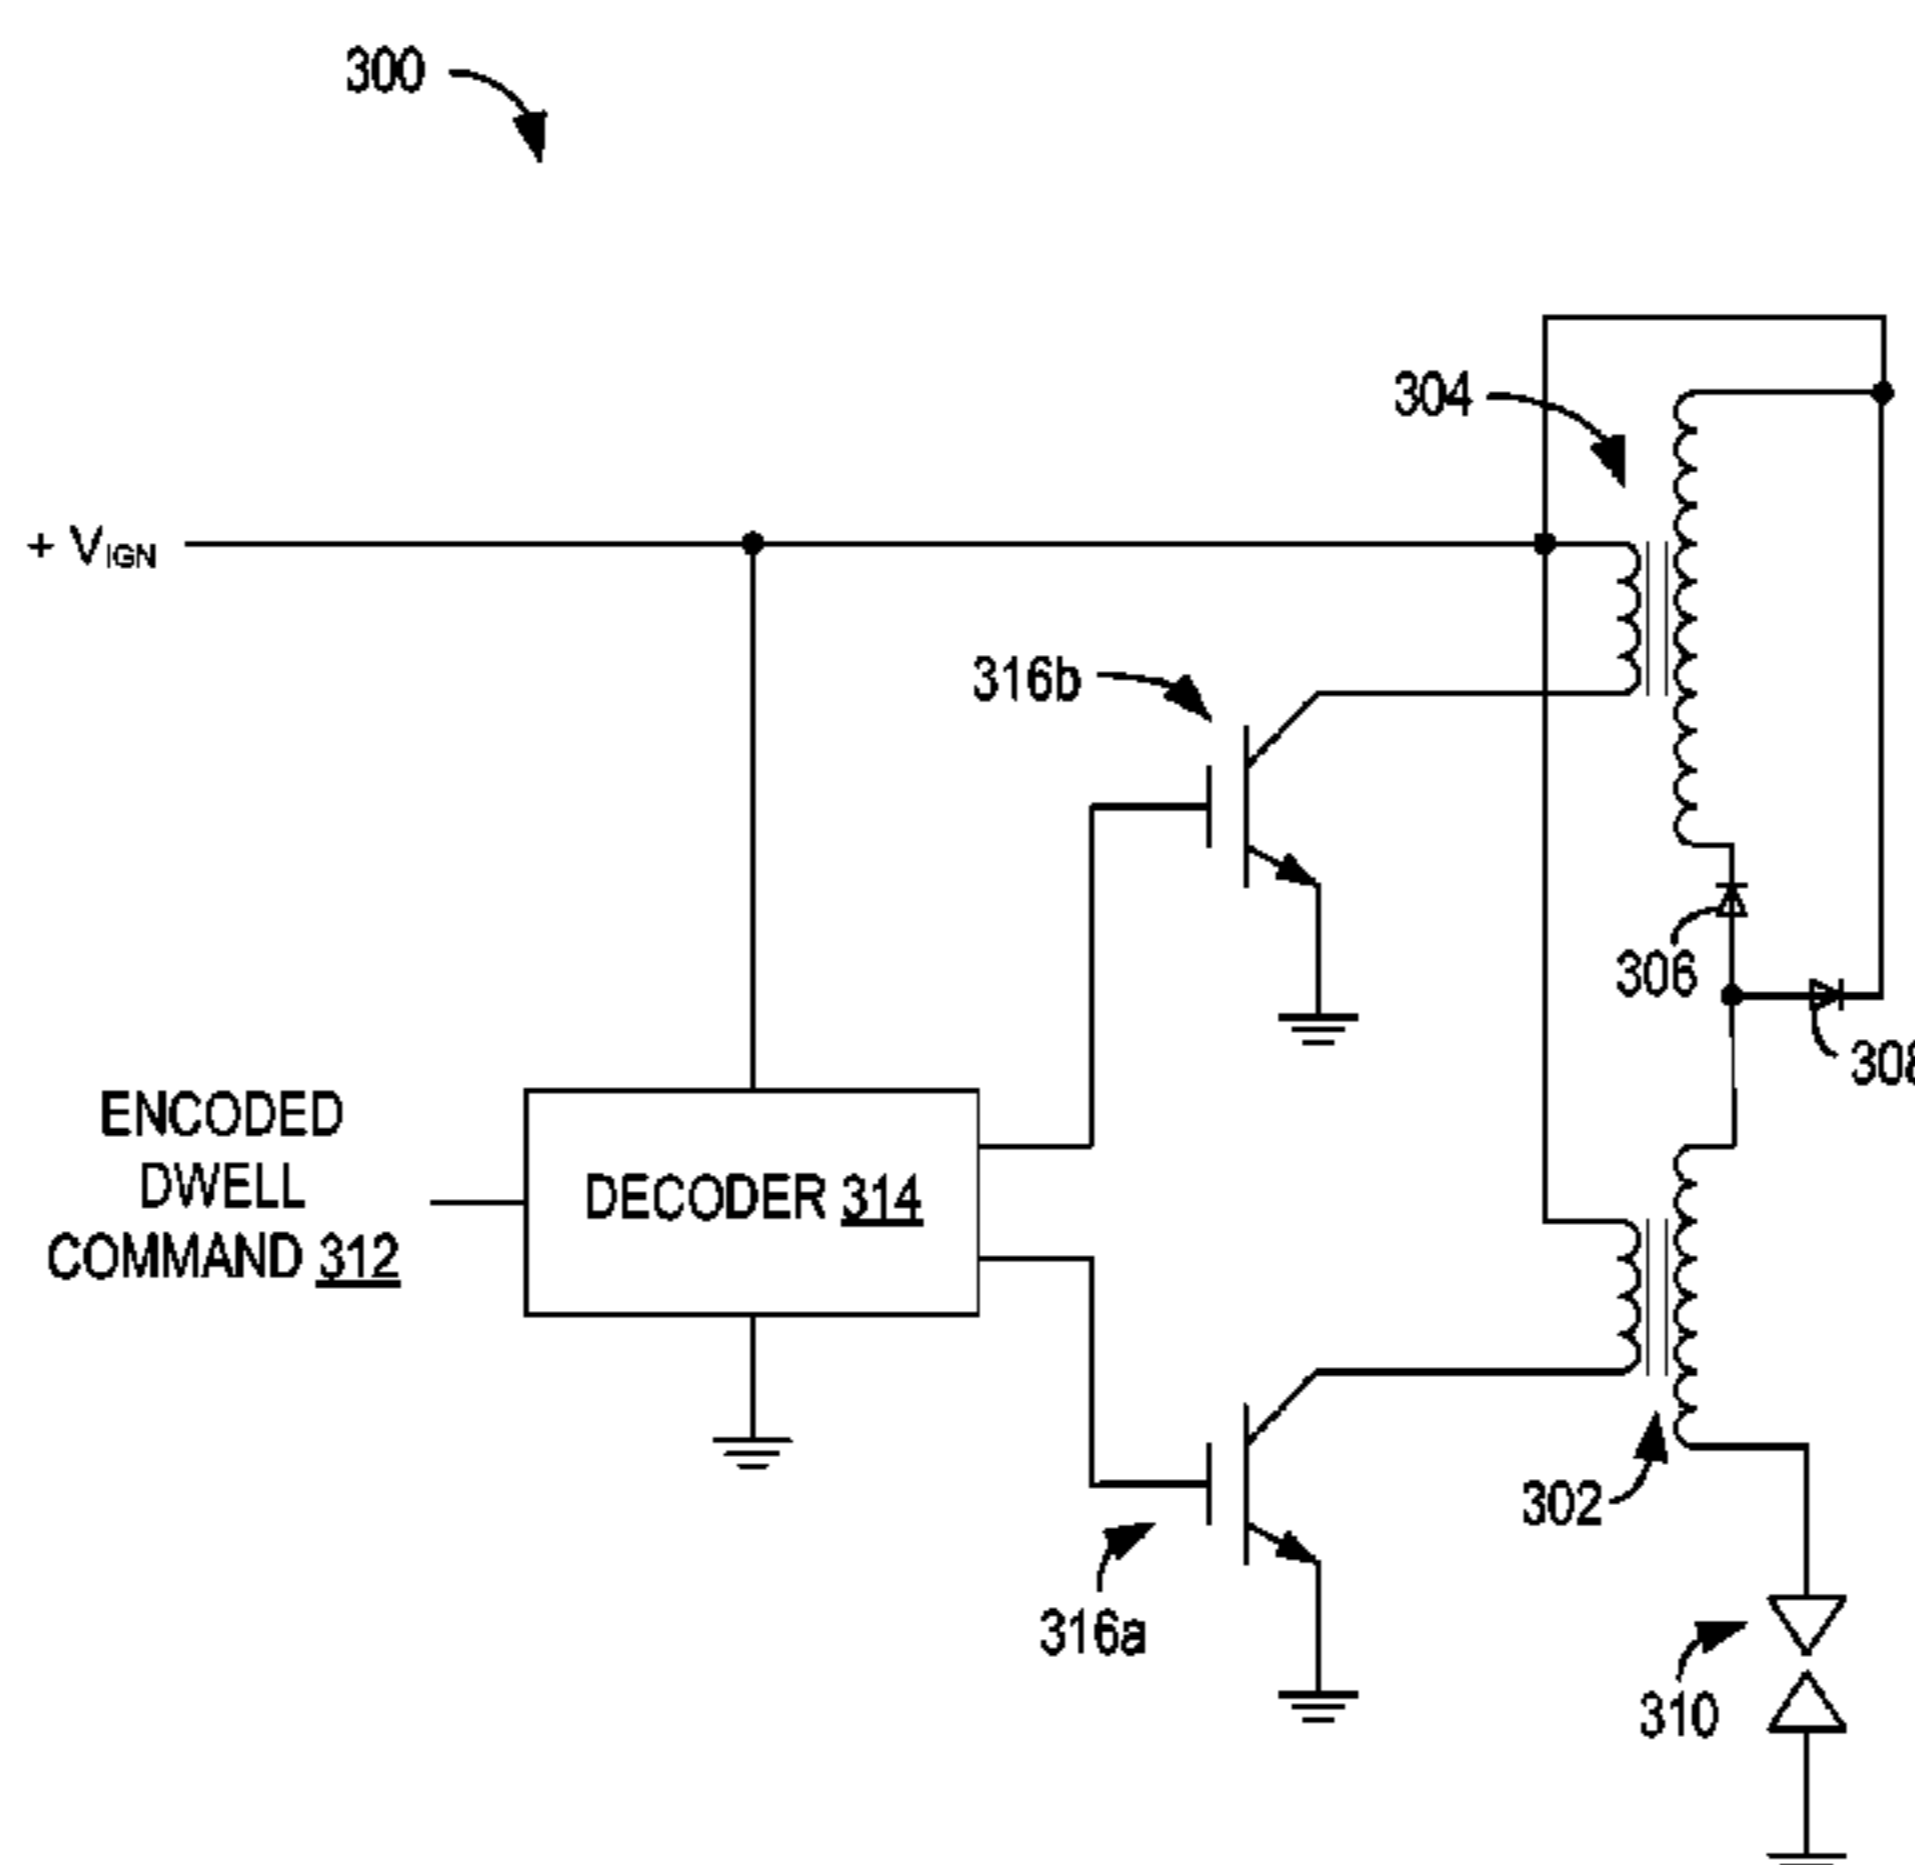 300
304
+ VIGN
316b
306
308
ENCODED
DWELL
COMMAND 312
DECODER 314
302
316a
310